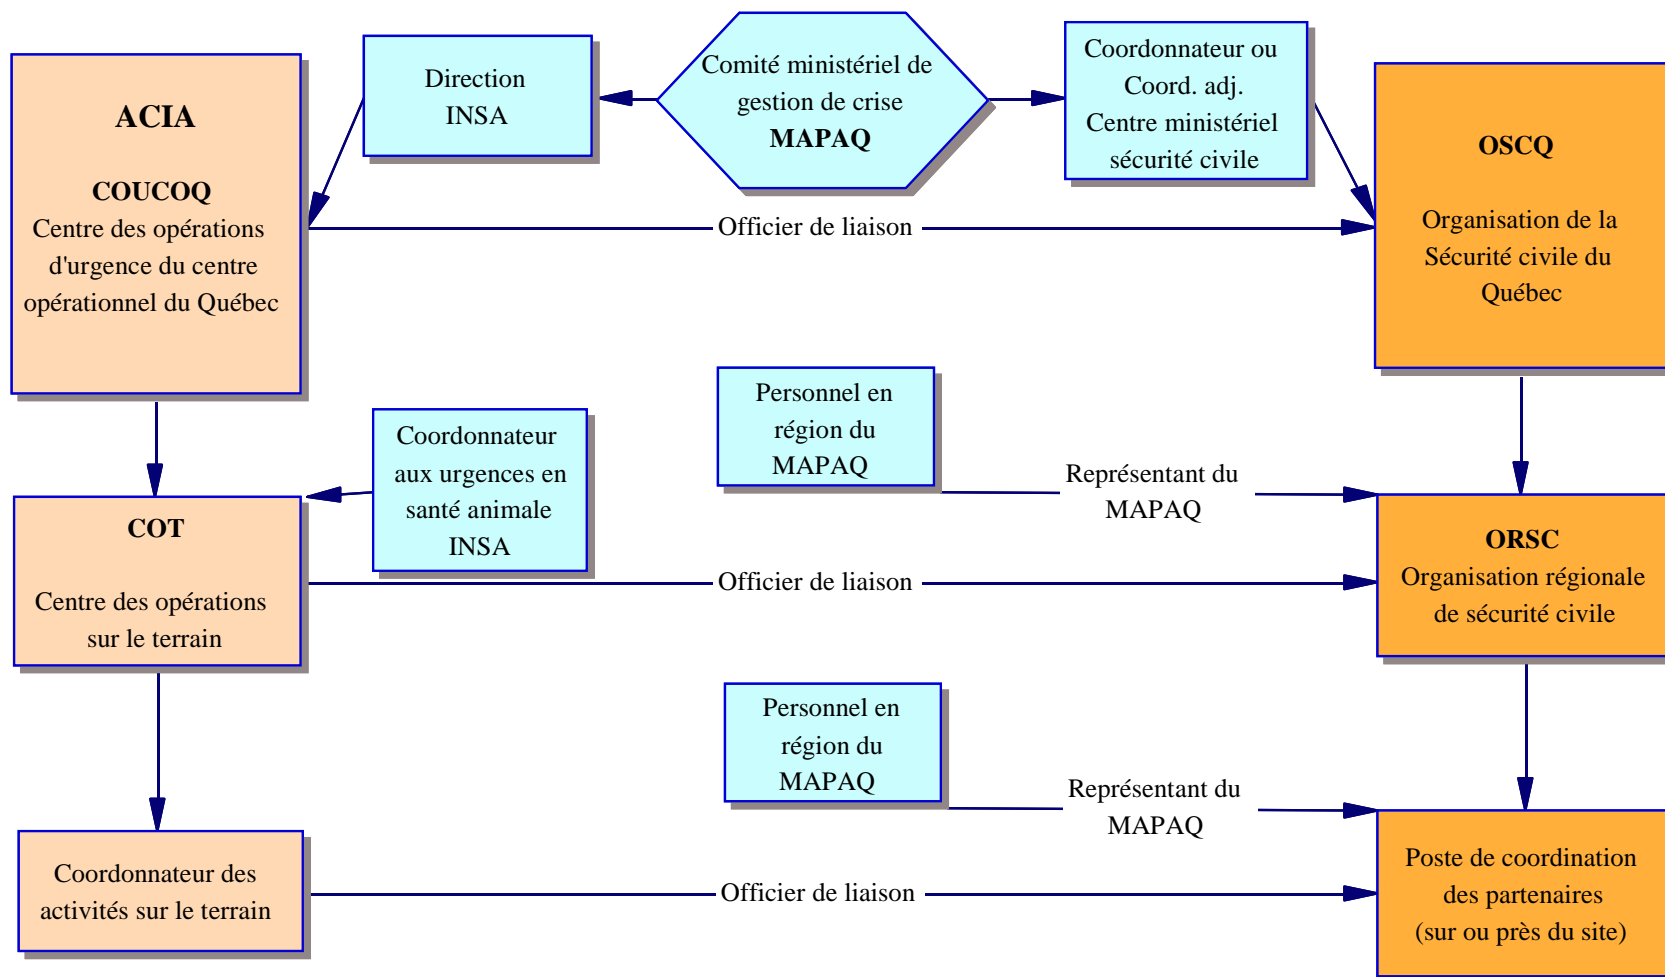 ACIA
COUCOQ
Centre des opérations
d'urgence du centre
opérationnel du Québec
Direction
INSA
Comité ministériel de
gestion de crise
MAPAQ
Coordonnateur ou
Coord. adj.
Centre ministériel
sécurité civile
OSCQ
Organisation de la
Sécurité civile du
Québec
Officier de liaison
Coordonnateur
aux urgences en
santé animale
INSA
Personnel en
région du
MAPAQ
Représentant du
MAPAQ
COT
Centre des opérations
sur le terrain
Officier de liaison
ORSC
Organisation régionale
de sécurité civile
Personnel en
région du
MAPAQ
Représentant du
MAPAQ
Coordonnateur des
activités sur le terrain
Officier de liaison
Poste de coordination
des partenaires
(sur ou près du site)